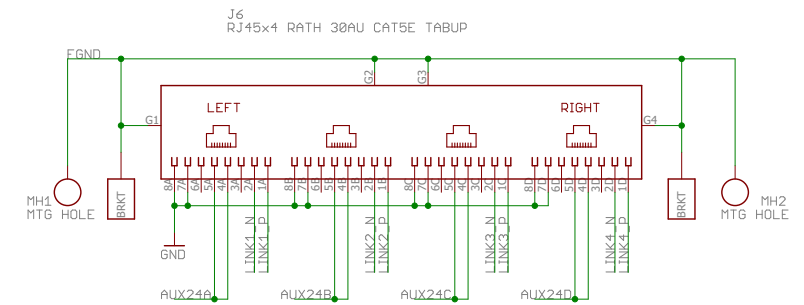 J6
RJ45x4 RATH 30AU CAT5E TABUP
FGND
G2 G3
LEFT RIGHT
G1 G4
8A 7A 6A 5A 4A 3A 2A 1A 8B 7B 6B 5B 4B 3B 2B 1B 8C 7C 6C 5C 4C 3C 2C 1C 8D 7D 6D 5D 4D 3D 2D 1D
BRKT BRKT
MH1 MH2
MTG HOLE MTG HOLE
LINK1_N LINK1_P LINK2_N LINK2_P LINK3_N LINK3_P LINK4_N LINK4_P
GND
AUX24A AUX24B AUX24C AUX24D